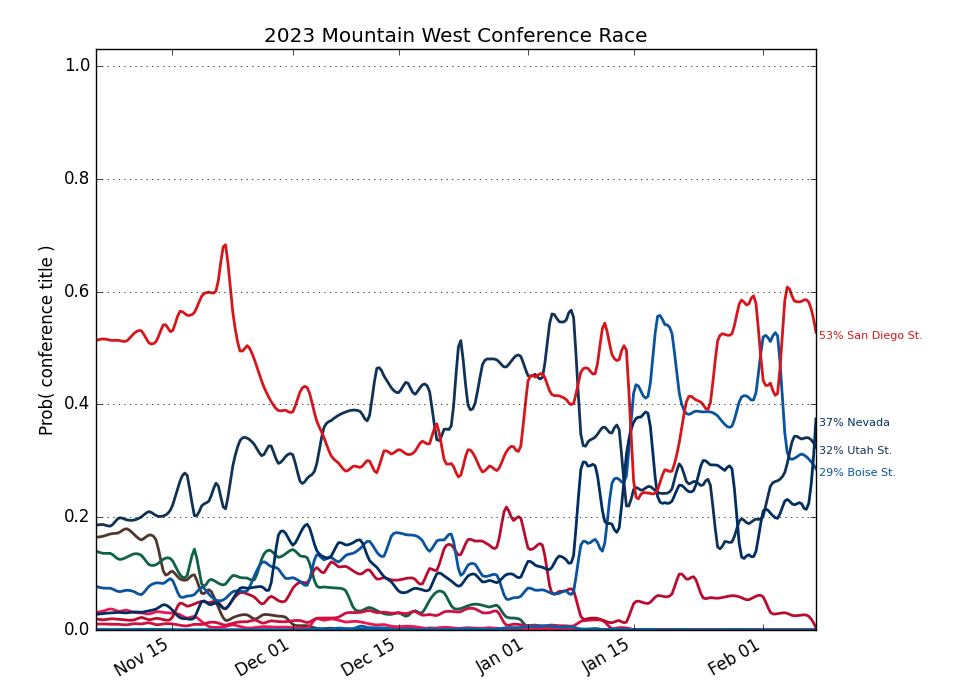 2023 Mountain West Conference Race
1.0
0.8
0.6
0.4
0.2
0.0
Prob( conference title )
53% San Diego St.
37% Nevada
32% Utah St.
29% Boise St.
Nov 15
Dec 01
Dec 15
Jan 01
Jan 15
Feb 01